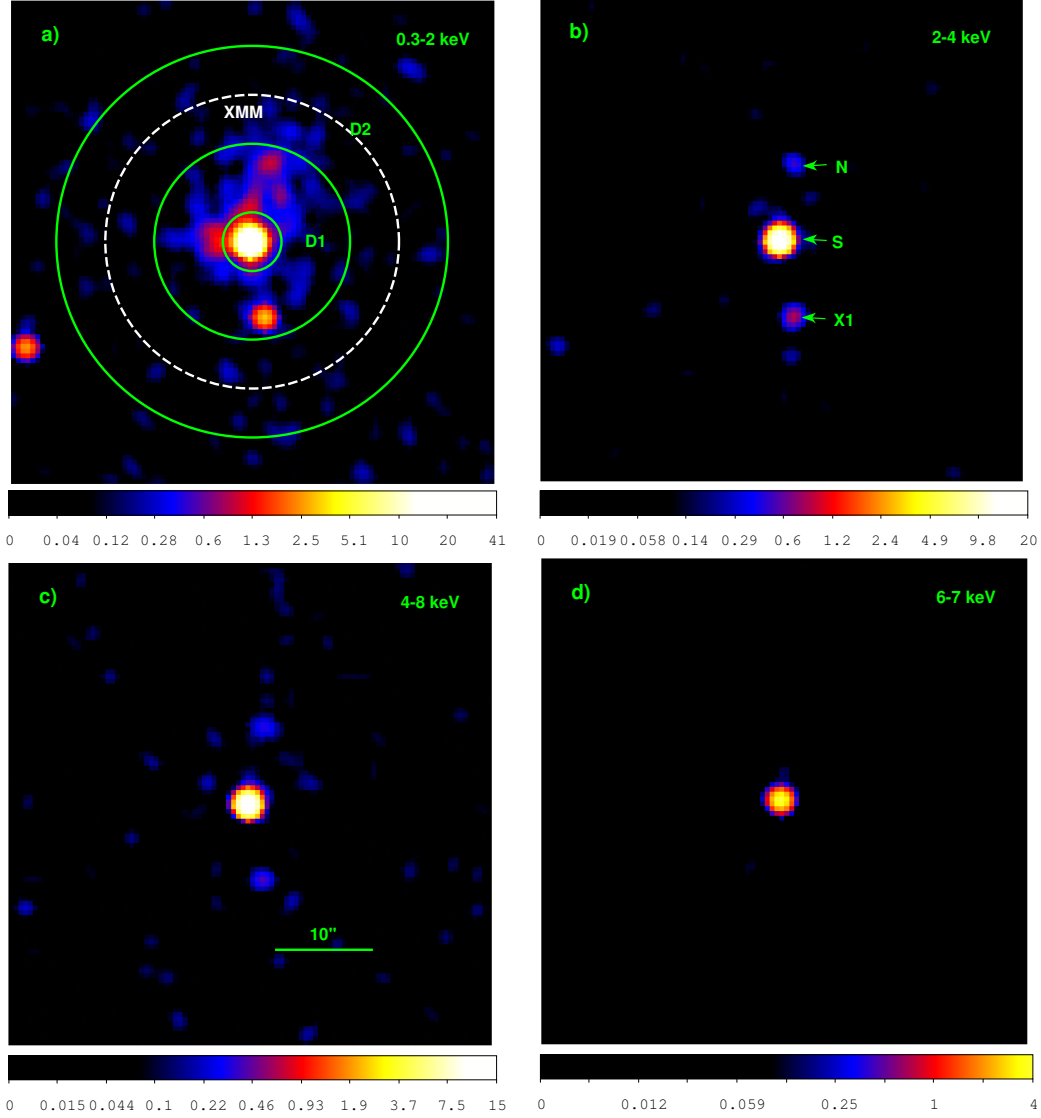 a)
0.3-2 keV
XMM
D2
D1
0 0.04 0.12 0.28 0.6 1.3 2.5 5.1 10 20 41
b)
2-4 keV
N
S
X1
0 0.019 0.058 0.14 0.29 0.6 1.2 2.4 4.9 9.8 20
c)
4-8 keV
10"
0 0.015 0.044 0.1 0.22 0.46 0.93 1.9 3.7 7.5 15
d)
6-7 keV
0 0.012 0.059 0.25 1 4